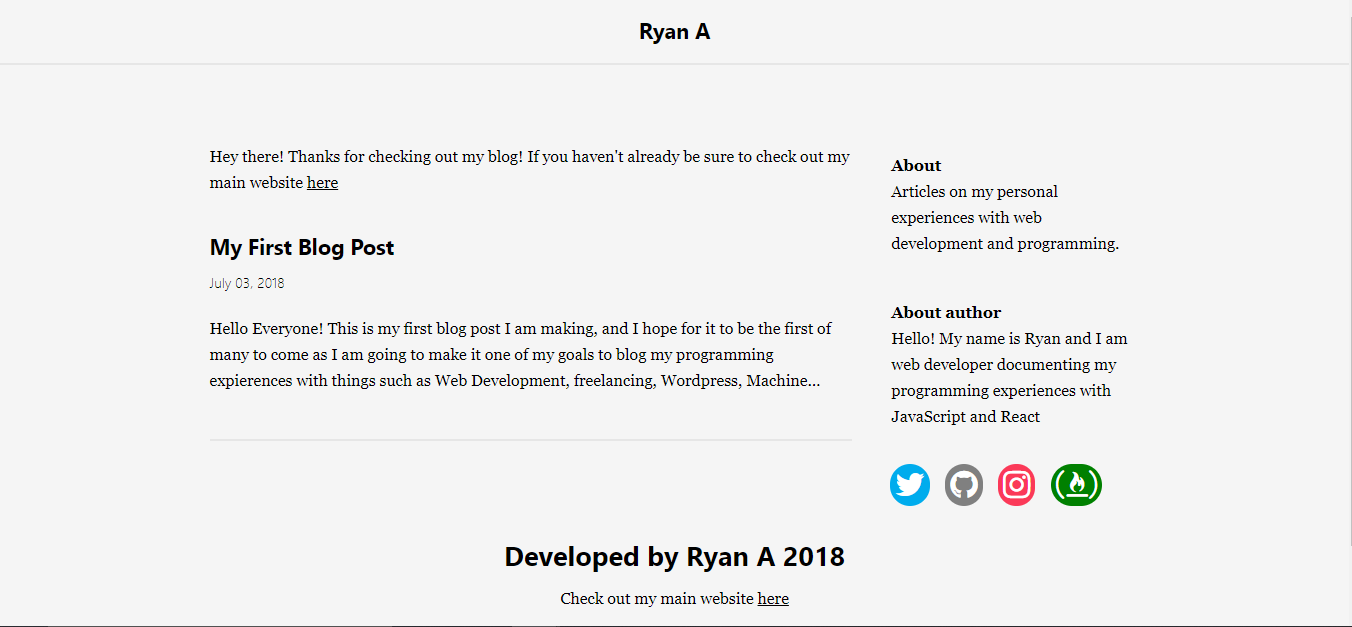 Ryan A
Hey there! Thanks for checking out my blog! If you haven't already be sure to check out my
main website here
My First Blog Post
July 03, 2018
Hello Everyone! This is my first blog post I am making, and I hope for it to be the first of
many to come as I am going to make it one of my goals to blog my programming
expierences with things such as Web Development, freelancing, Wordpress, Machine...
About
Articles on my personal
experiences with web
development and programming.
About author
Hello! My name is Ryan and I am
web developer documenting my
programming experiences with
JavaScript and React
Developed by Ryan A 2018
Check out my main website here